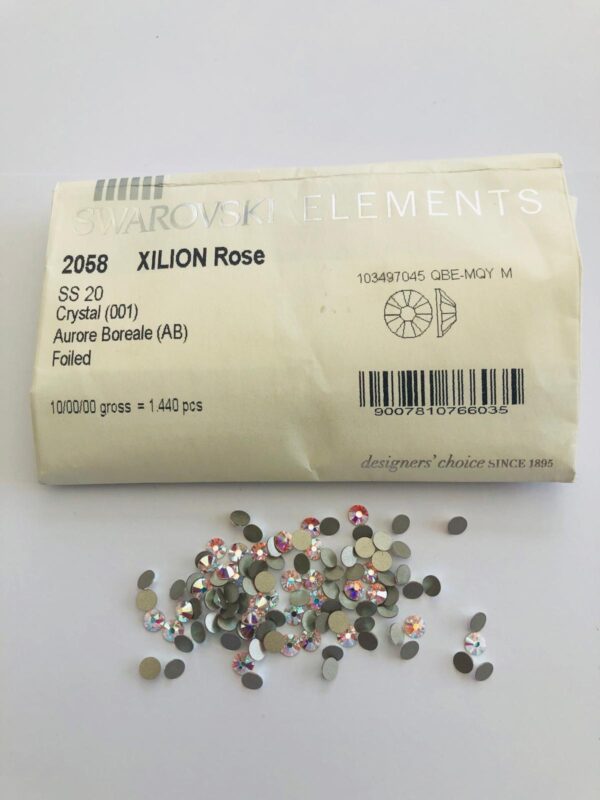 SWAROVSKI ELEMENTS
2058 XILION Rose
SS 20
Crystal (001)
Aurore Boreale (AB)
Foiled
10/00/00 gross = 1.440 pcs
103497045 QBE-MQY M
9007810766035
designers' choice SINCE 1895